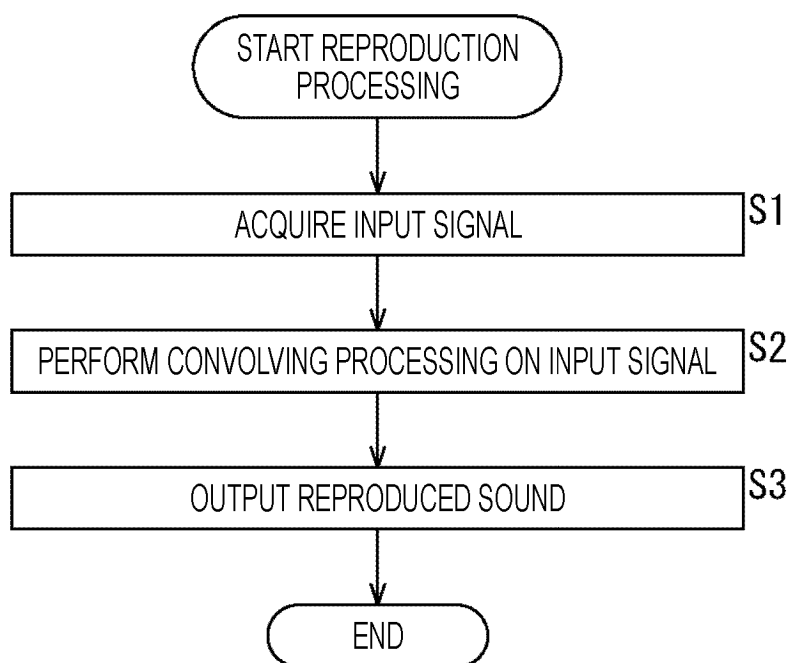 START REPRODUCTION
PROCESSING
S1
ACQUIRE INPUT SIGNAL
S2
PERFORM CONVOLVING PROCESSING ON INPUT SIGNAL
S3
OUTPUT REPRODUCED SOUND
END